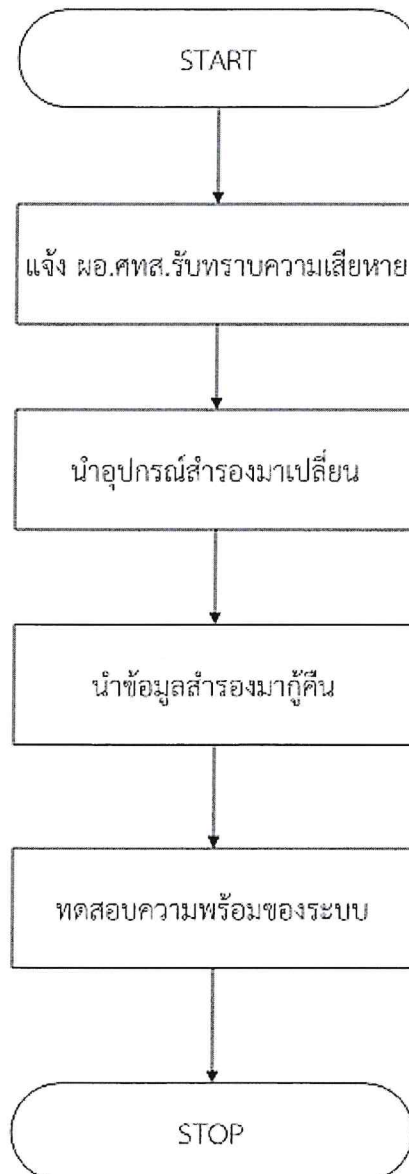 START
แจ้ง ผอ.ศทส.รับทราบความเสียหาย
นำอุปกรณ์สำรองมาเปลี่ยน
นำข้อมูลสำรองมากู้คืน
ทดสอบความพร้อมของระบบ
STOP